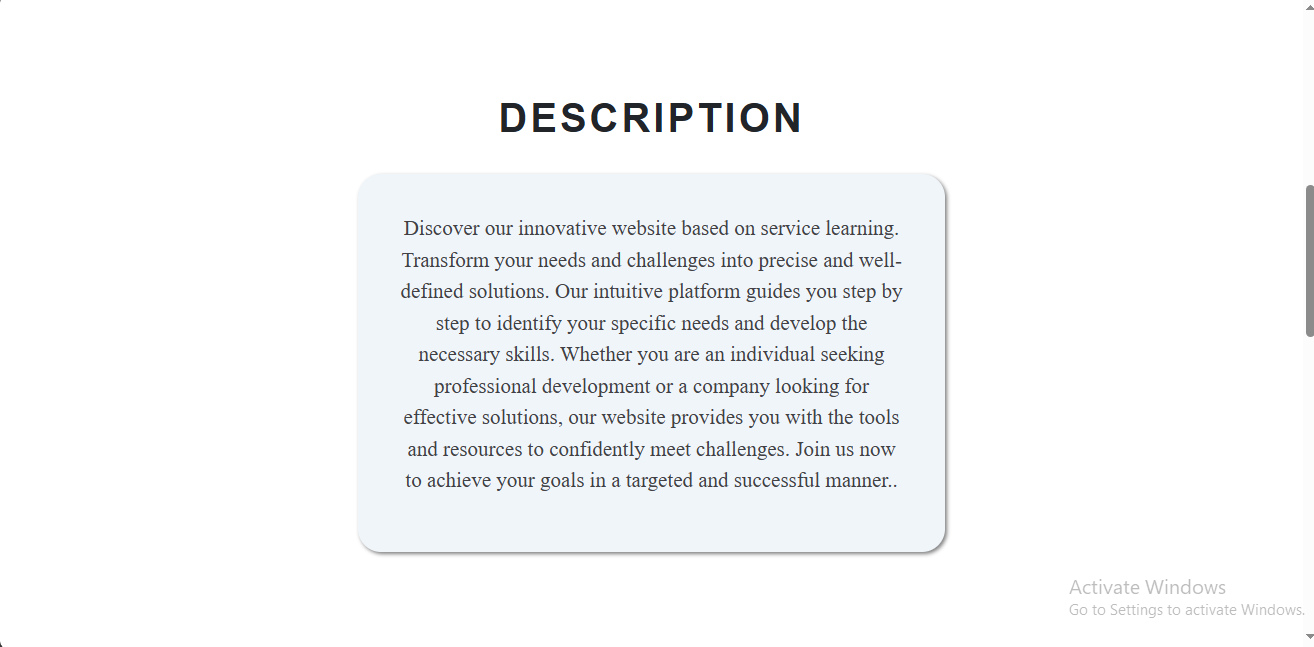 DESCRIPTION
Discover our innovative website based on service learning.
Transform your needs and challenges into precise and well-
defined solutions. Our intuitive platform guides you step by
step to identify your specific needs and develop the
necessary skills. Whether you are an individual seeking
professional development or a company looking for
effective solutions, our website provides you with the tools
and resources to confidently meet challenges. Join us now
to achieve your goals in a targeted and successful manner..
Activate Windows
Go to Settings to activate Windows.